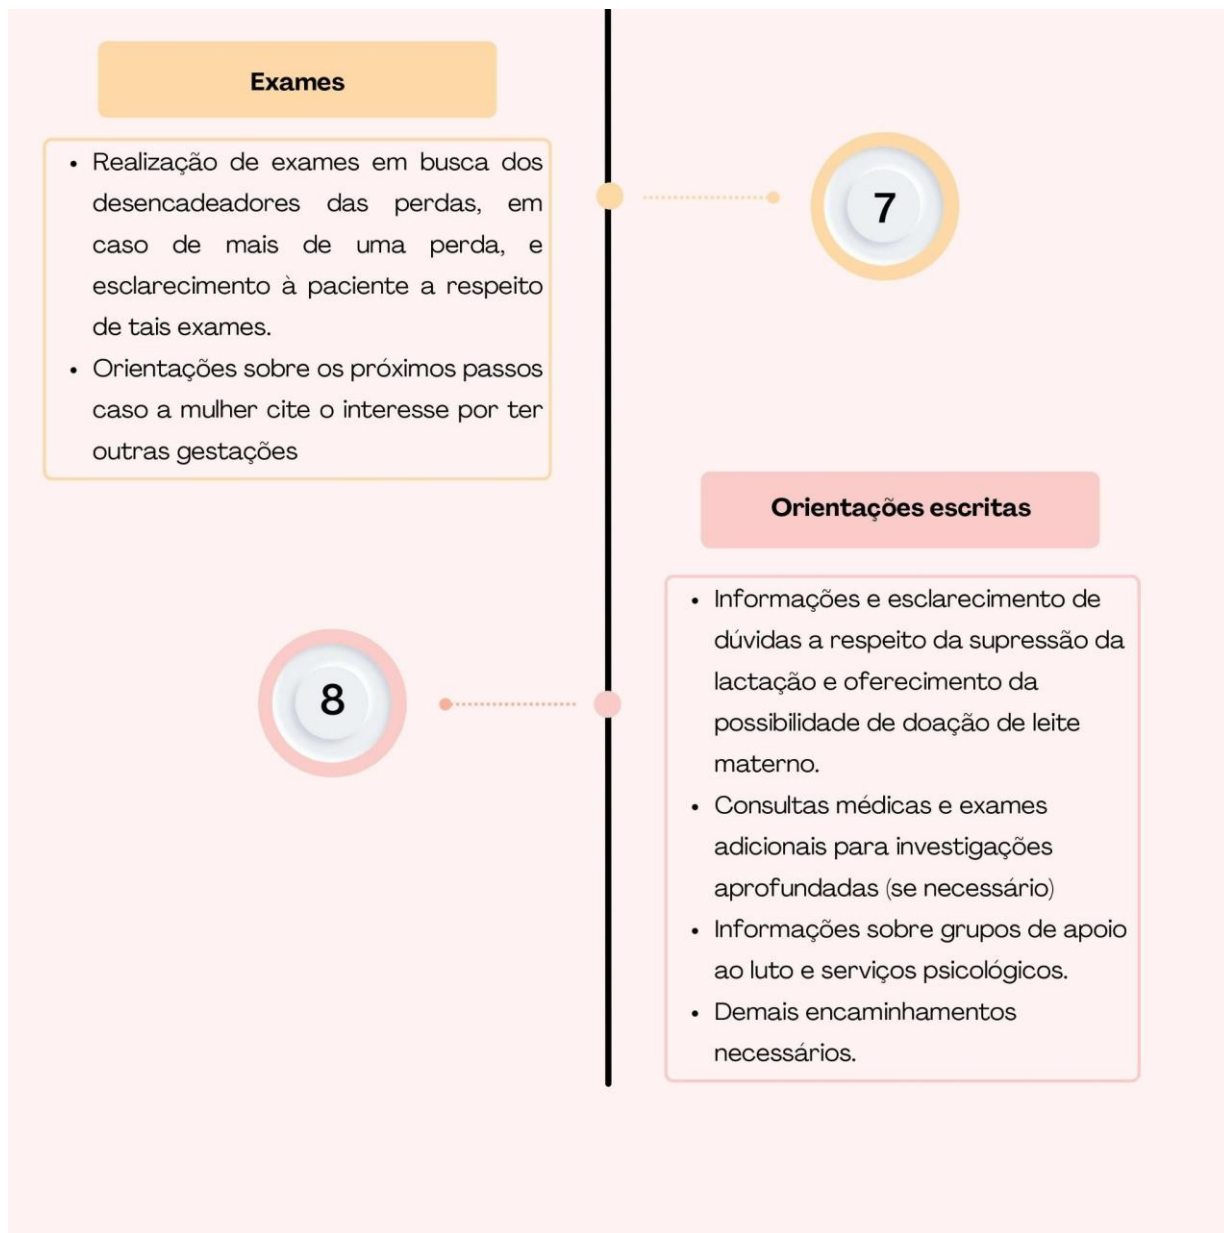 Exames
• Realização de exames em busca dos
desencadeadores das perdas, em
caso de mais de uma perda, e
esclarecimento à paciente a respeito
de tais exames.
• Orientações sobre os próximos passos
caso a mulher cite o interesse por ter
outras gestações
7
Orientações escritas
• Informações e esclarecimento de
dúvidas a respeito da supressão da
lactação e oferecimento da
possibilidade de doação de leite
materno.
• Consultas médicas e exames
adicionais para investigações
aprofundadas (se necessário)
• Informações sobre grupos de apoio
ao luto e serviços psicológicos.
• Demais encaminhamentos
necessários.
8